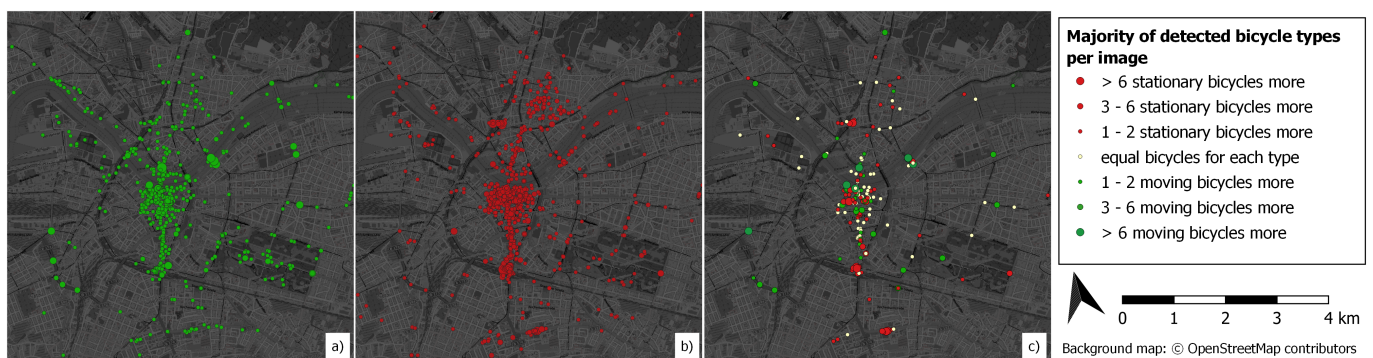 a)
b)
c)
Majority of detected bicycle types
per image
> 6 stationary bicycles more
3 - 6 stationary bicycles more
1 - 2 stationary bicycles more
equal bicycles for each type
1 - 2 moving bicycles more
3 - 6 moving bicycles more
> 6 moving bicycles more
0 1 2 3 4 km
Background map: © OpenStreetMap contributors